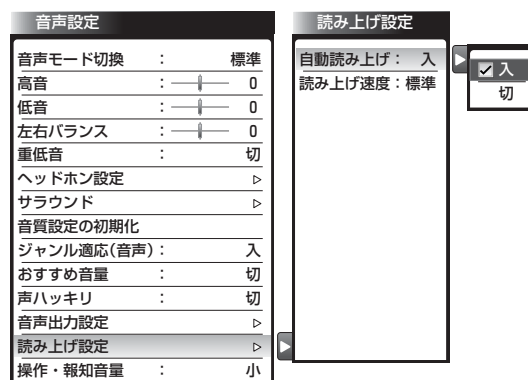 音声設定
音声モード切換 : 標準
高音 : 0
低音 : 0
左右バランス : 0
重低音 : 切
ヘッドホン設定
サラウンド
音質設定の初期化
ジャンル適応(音声) : 入
おすすめ音量 : 切
声ハッキリ : 切
音声出力設定
読み上げ設定
操作・報知音量 : 小
読み上げ設定
自動読み上げ : 入
読み上げ速度 : 標準
入
切